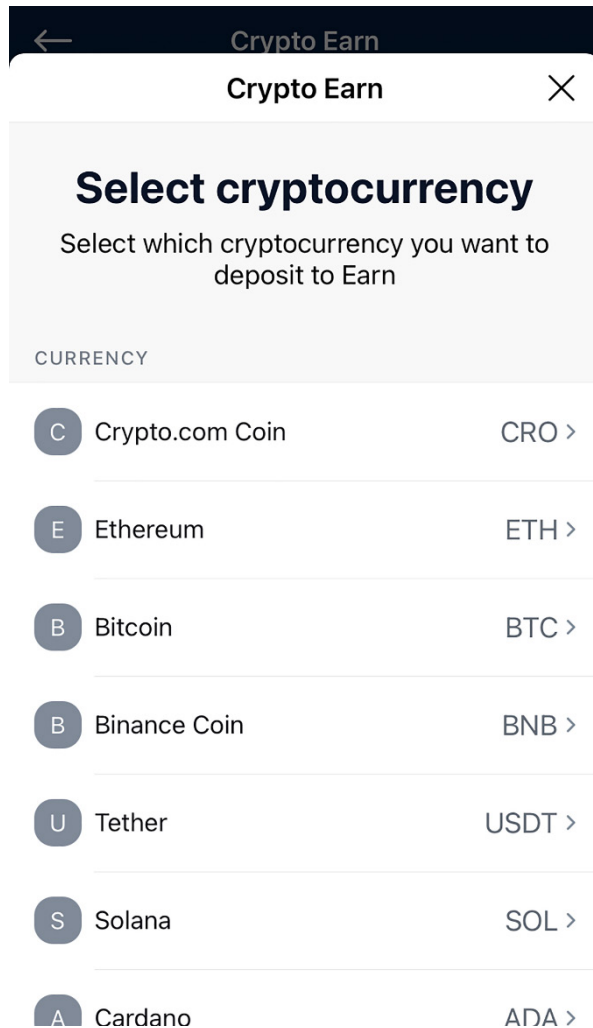 Crypto Earn
Crypto Earn
Select cryptocurrency
Select which cryptocurrency you want to
deposit to Earn
CURRENCY
C Crypto.com Coin CRO
E Ethereum ETH
B Bitcoin BTC
B Binance Coin BNB
U Tether USDT
S Solana SOL
A Cardano ADA